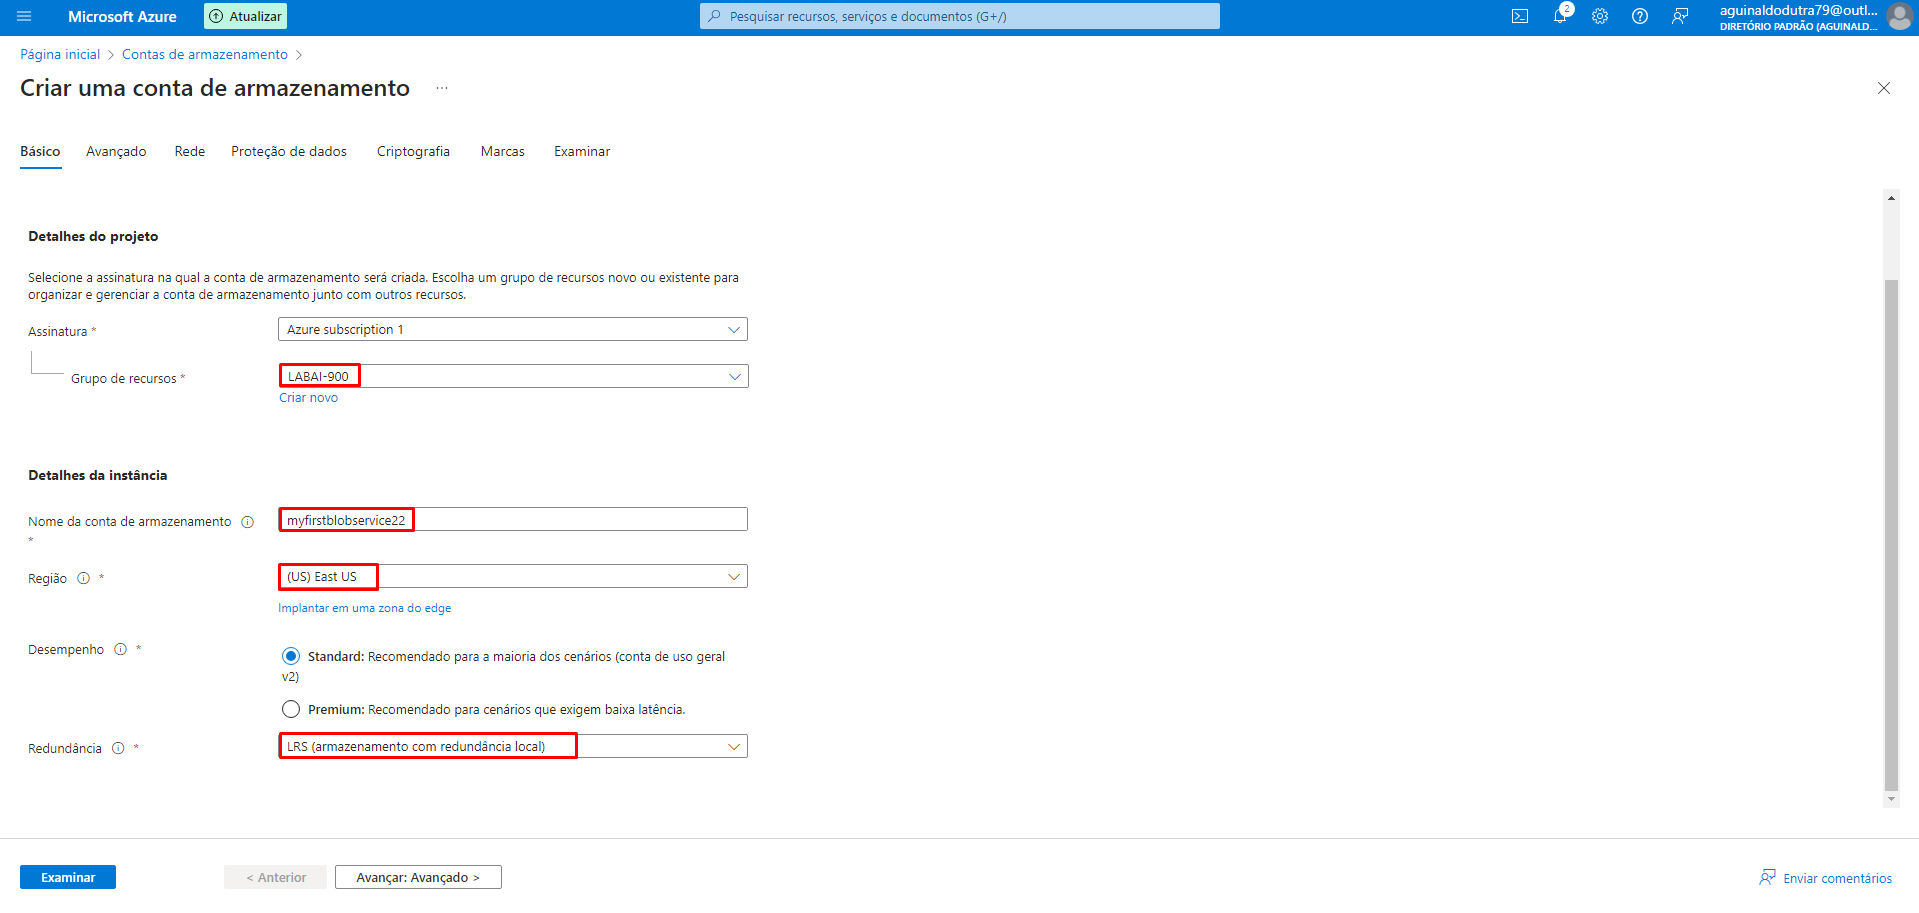 Microsoft Azure
Atualizar
Pesquisar recursos, serviços e documentos (G+/)
2
aguinaldodutra79@outl...
DIRETÓRIO PADRÃO (AGUINALD...
Página inicial > Contas de armazenamento >
Criar uma conta de armazenamento ...
Básico Avançado Rede Proteção de dados Criptografia Marcas Examinar
Detalhes do projeto
Selecione a assinatura na qual a conta de armazenamento será criada. Escolha um grupo de recursos novo ou existente para
organizar e gerenciar a conta de armazenamento junto com outros recursos.
Assinatura *
Azure subscription 1
Grupo de recursos *
LABAI-900
Criar novo
Detalhes da instância
Nome da conta de armazenamento
*
myfirstblobservice22
Região *
(US) East US
Implantar em uma zona do edge
Desempenho *
Standard: Recomendado para a maioria dos cenários (conta de uso geral
v2)
Premium: Recomendado para cenários que exigem baixa latência.
Redundância *
LRS (armazenamento com redundância local)
Examinar
< Anterior
Avançar: Avançado >
Enviar comentários